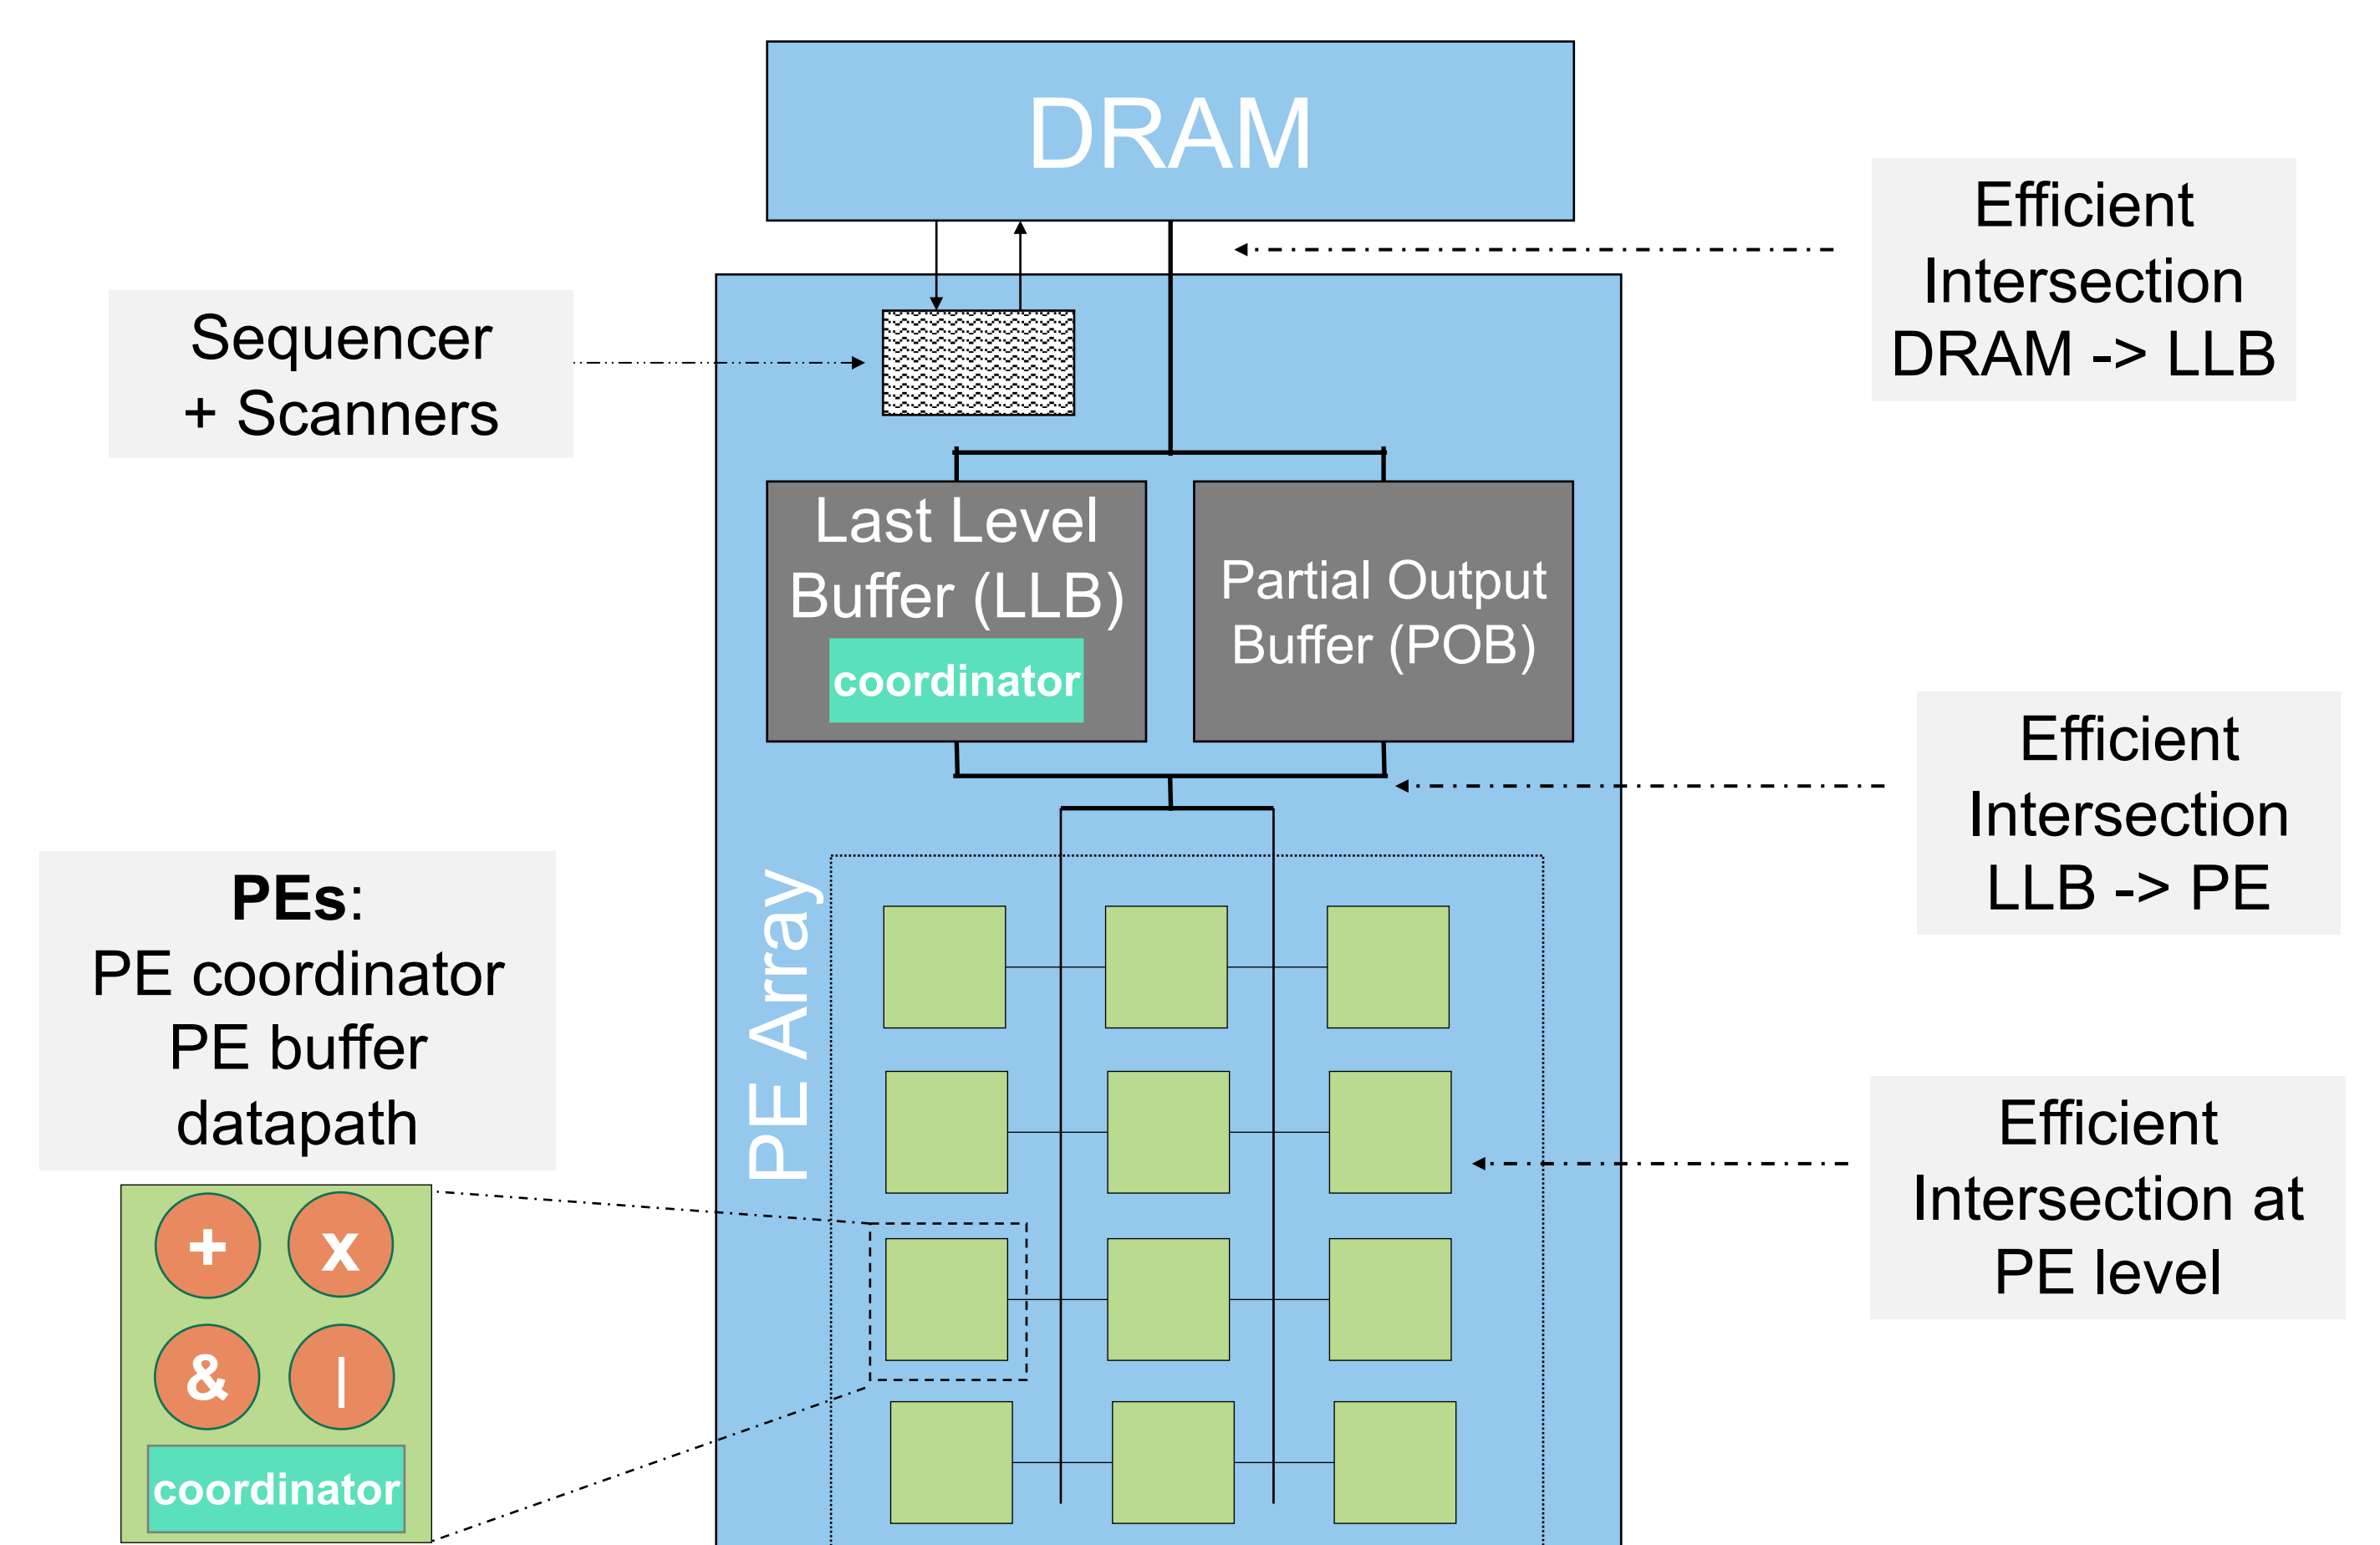 DRAM
Efficient
Intersection
DRAM -> LLB
Sequencer
+ Scanners
Last Level
Buffer (LLB)
coordinator
Partial Output
Buffer (POB)
Efficient
Intersection
LLB -> PE
PE Array
PEs:
PE coordinator
PE buffer
datapath
Efficient
Intersection at
PE level
+
x
&
|
coordinator